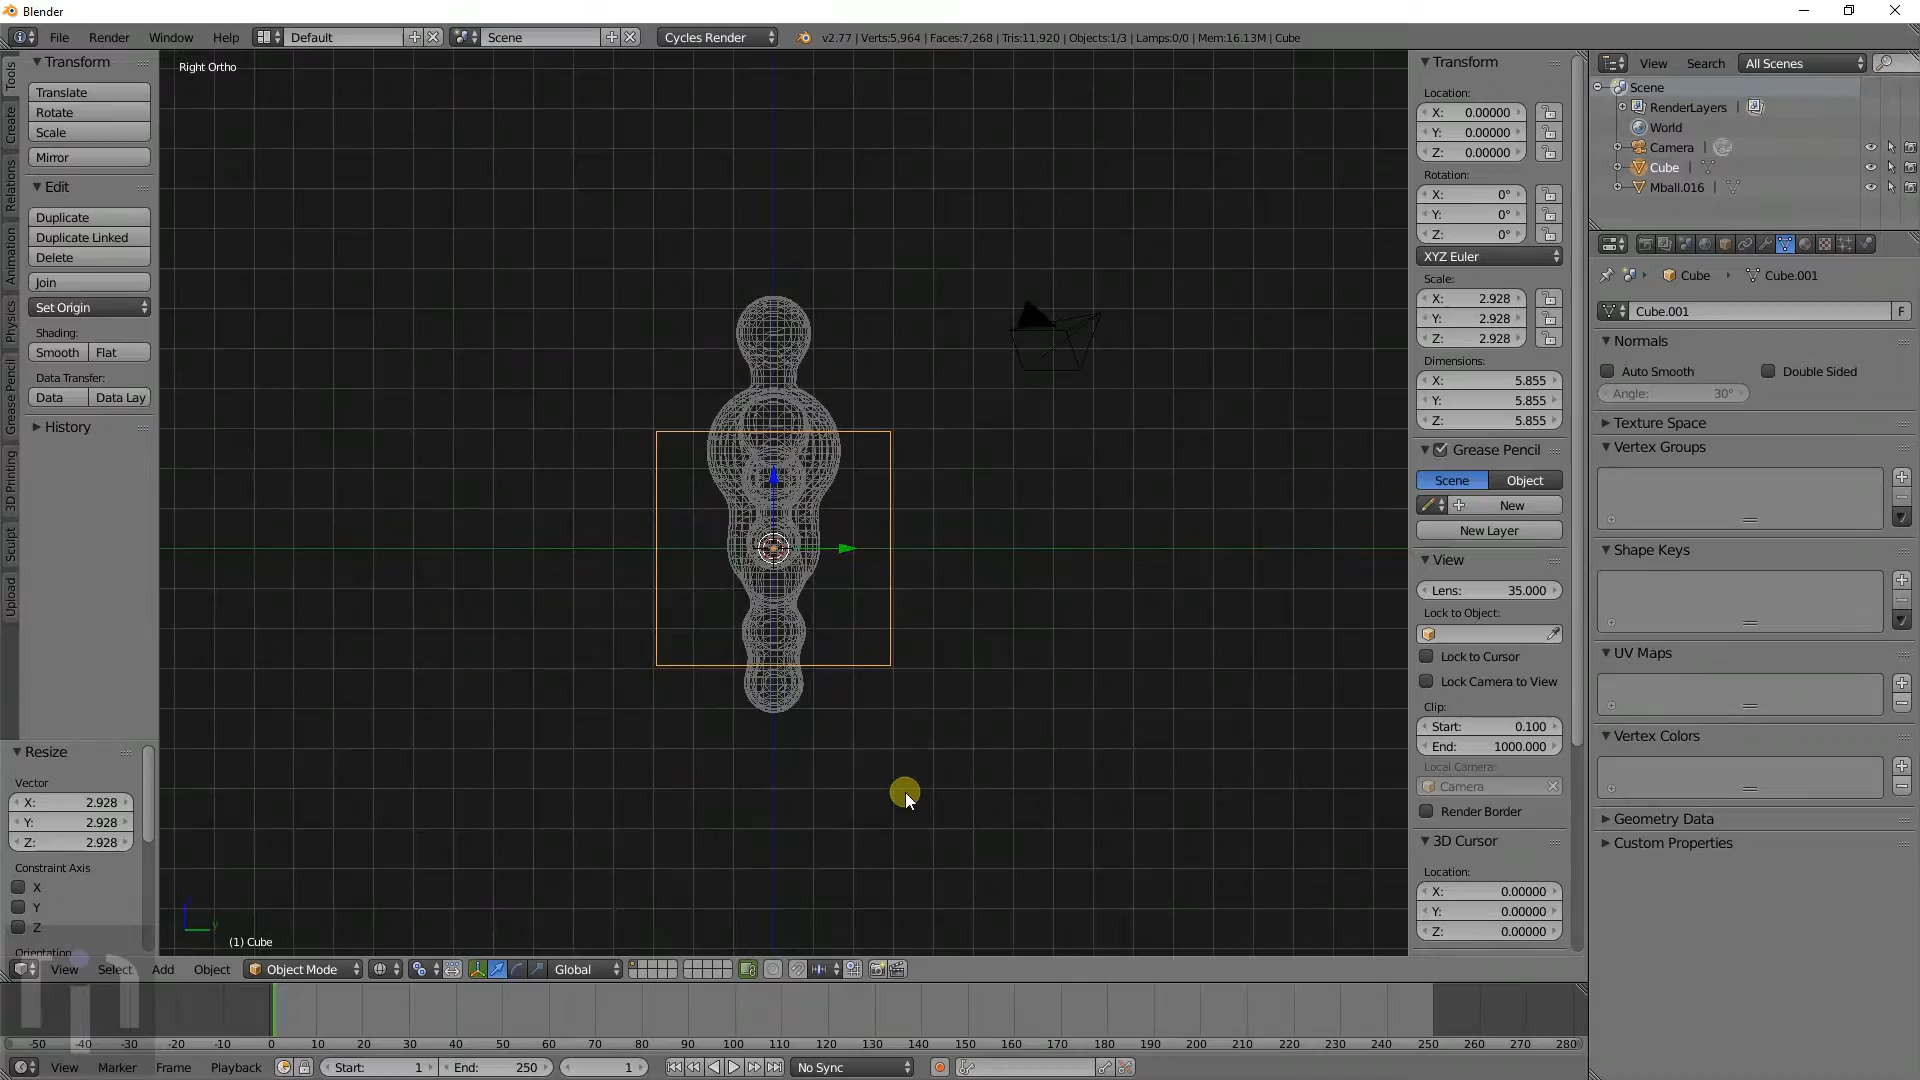 Blender
File Render Window Help Default Scene Cycles Render v2.77 | Verts:5,964 | Faces:7,268 | Tris:11,920 | Objects:1/3 | Lamps:0/0 | Mem:16.13M | Cube
Tools
Create
Relations
Animation
Physics
Grease Pencil
3D Printing
Sculpt
Upload
Transform
Translate
Rotate
Scale
Mirror
Edit
Duplicate
Duplicate Linked
Delete
Join
Set Origin
Shading:
Smooth Flat
Data Transfer:
Data Data Lay
History
Resize
Vector
X: 2.928
Y: 2.928
Z: 2.928
Constraint Axis
X
Y
Z
Orientation
Right Ortho
(1) Cube
Transform
Location:
X: 0.00000
Y: 0.00000
Z: 0.00000
Rotation:
X: 0°
Y: 0°
Z: 0°
XYZ Euler
Scale:
X: 2.928
Y: 2.928
Z: 2.928
Dimensions:
X: 5.855
Y: 5.855
Z: 5.855
Grease Pencil
Scene Object
New
New Layer
View
Lens: 35.000
Lock to Object:
Lock to Cursor
Lock Camera to View
Clip:
Start: 0.100
End: 1000.000
Local Camera:
Camera
Render Border
3D Cursor
Location:
X: 0.00000
Y: 0.00000
Z: 0.00000
View Search All Scenes
Scene
RenderLayers |
World
Camera |
Cube |
Mball.016 |
Cube Cube.001
Cube.001 F
Normals
Auto Smooth Double Sided
Angle: 30°
Texture Space
Vertex Groups
Shape Keys
UV Maps
Vertex Colors
Geometry Data
Custom Properties
View Select Add Object Object Mode Global
-50 -40 -30 -20 -10 0 10 20 30 40 50 60 70 80 90 100 110 120 130 140 150 160 170 180 190 200 210 220 230 240 250 260 270 280
View Marker Frame Playback Start: 1 End: 250 1 No Sync